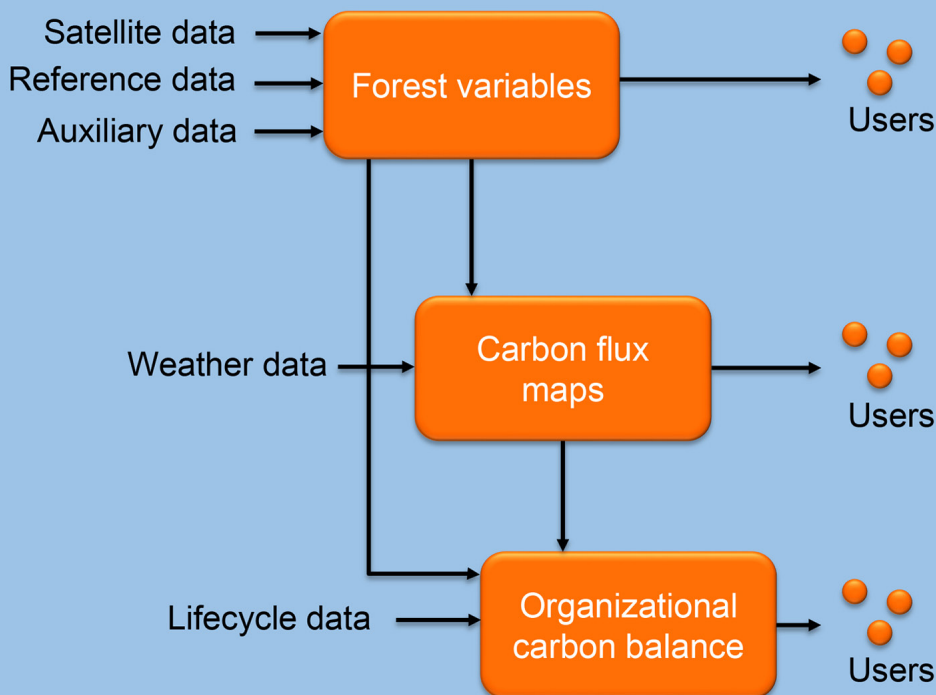 Satellite data
Reference data
Auxiliary data
Forest variables
Users
Weather data
Carbon flux
maps
Users
Lifecycle data
Organizational
carbon balance
Users